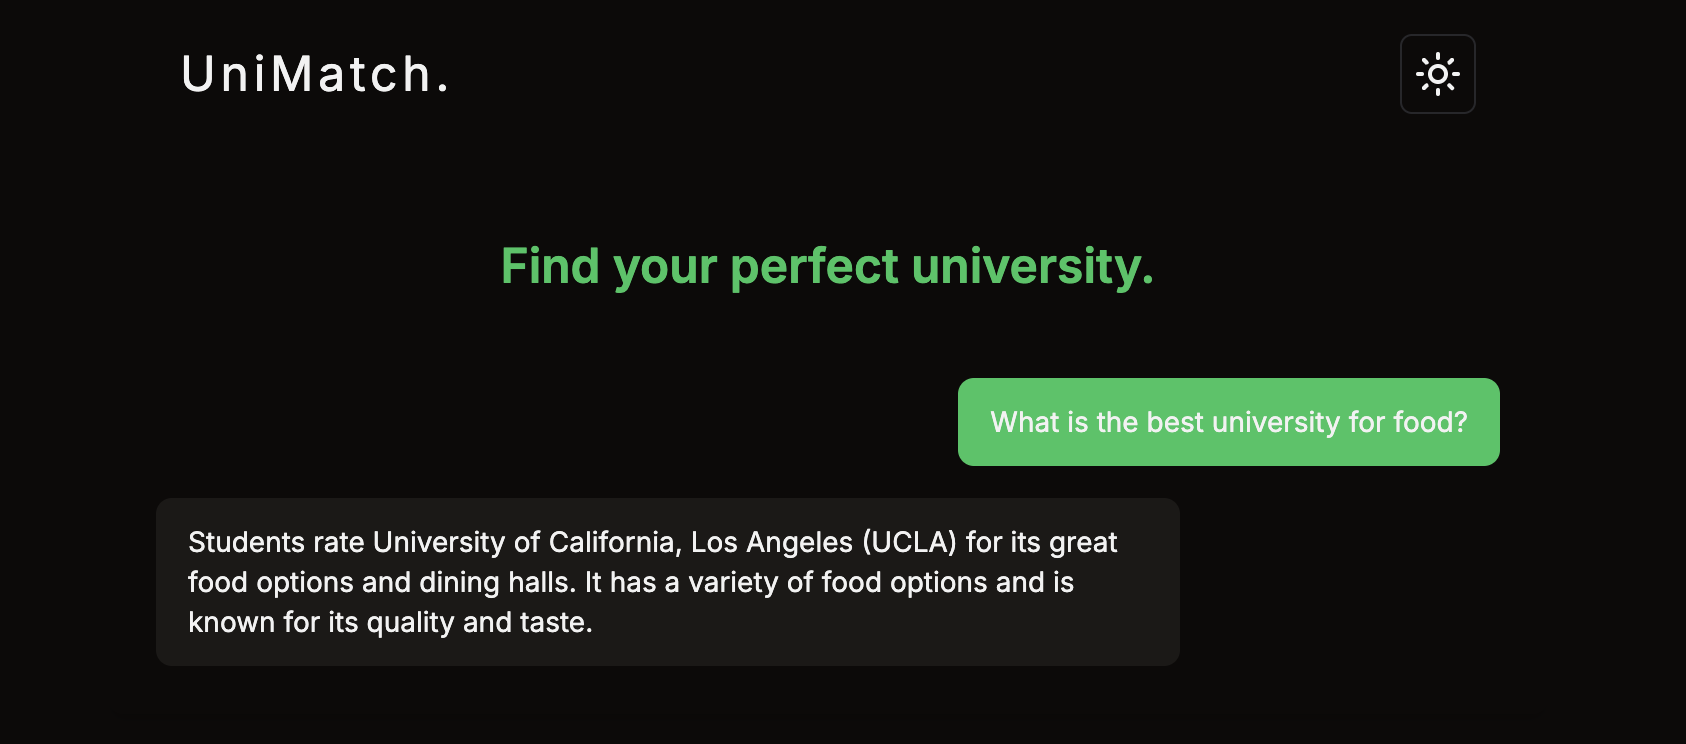 UniMatch.
Find your perfect university.
What is the best university for food?
Students rate University of California, Los Angeles (UCLA) for its great
food options and dining halls. It has a variety of food options and is
known for its quality and taste.